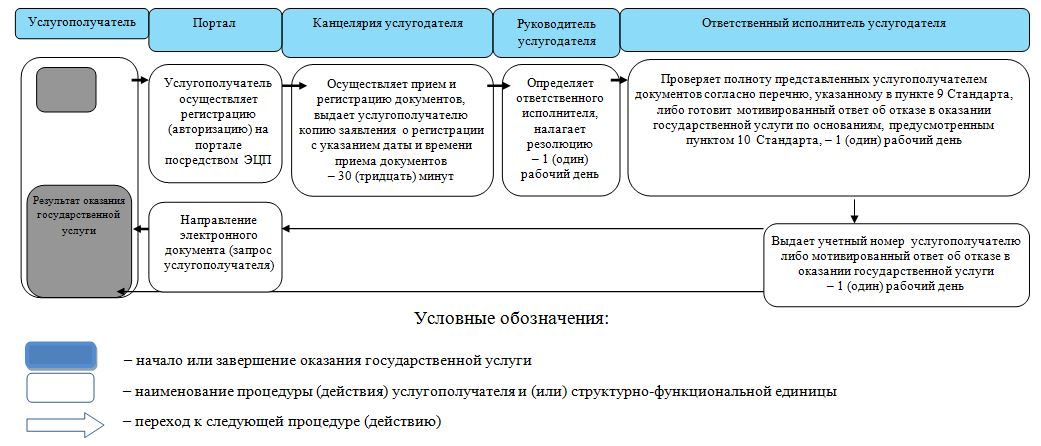 Услугополучатель
Портал
Канцелярия услугодателя
Руководитель
услугодателя
Ответственный исполнитель услугодателя
Услугополучатель
осуществляет
регистрацию
(авторизацию) на
портале
посредством ЭЦП
Осуществляет прием и
регистрацию документов,
выдает услугополучателю
копию заявления о регистрации
с указанием даты и времени
приема документов
– 30 (тридцать) минут
Определяет
ответственного
исполнителя,
налагает
резолюцию
– 1 (один)
рабочий день
Проверяет полноту представленных услугополучателем
документов согласно перечню, указанному в пункте 9 Стандарта,
либо готовит мотивированный ответ об отказе в оказании
государственной услуги по основаниям, предусмотренным
пунктом 10 Стандарта, – 1 (один) рабочий день
Результат оказания
государственной
услуги
Направление
электронного
документа (запрос
услугополучателя)
Выдает учетный номер услугополучателю
либо мотивированный ответ об отказе в
оказании государственной услуги
– 1 (один) рабочий день
Условные обозначения:
– начало или завершение оказания государственной услуги
– наименование процедуры (действия) услугополучателя и (или) структурно-функциональной единицы
– переход к следующей процедуре (действию)